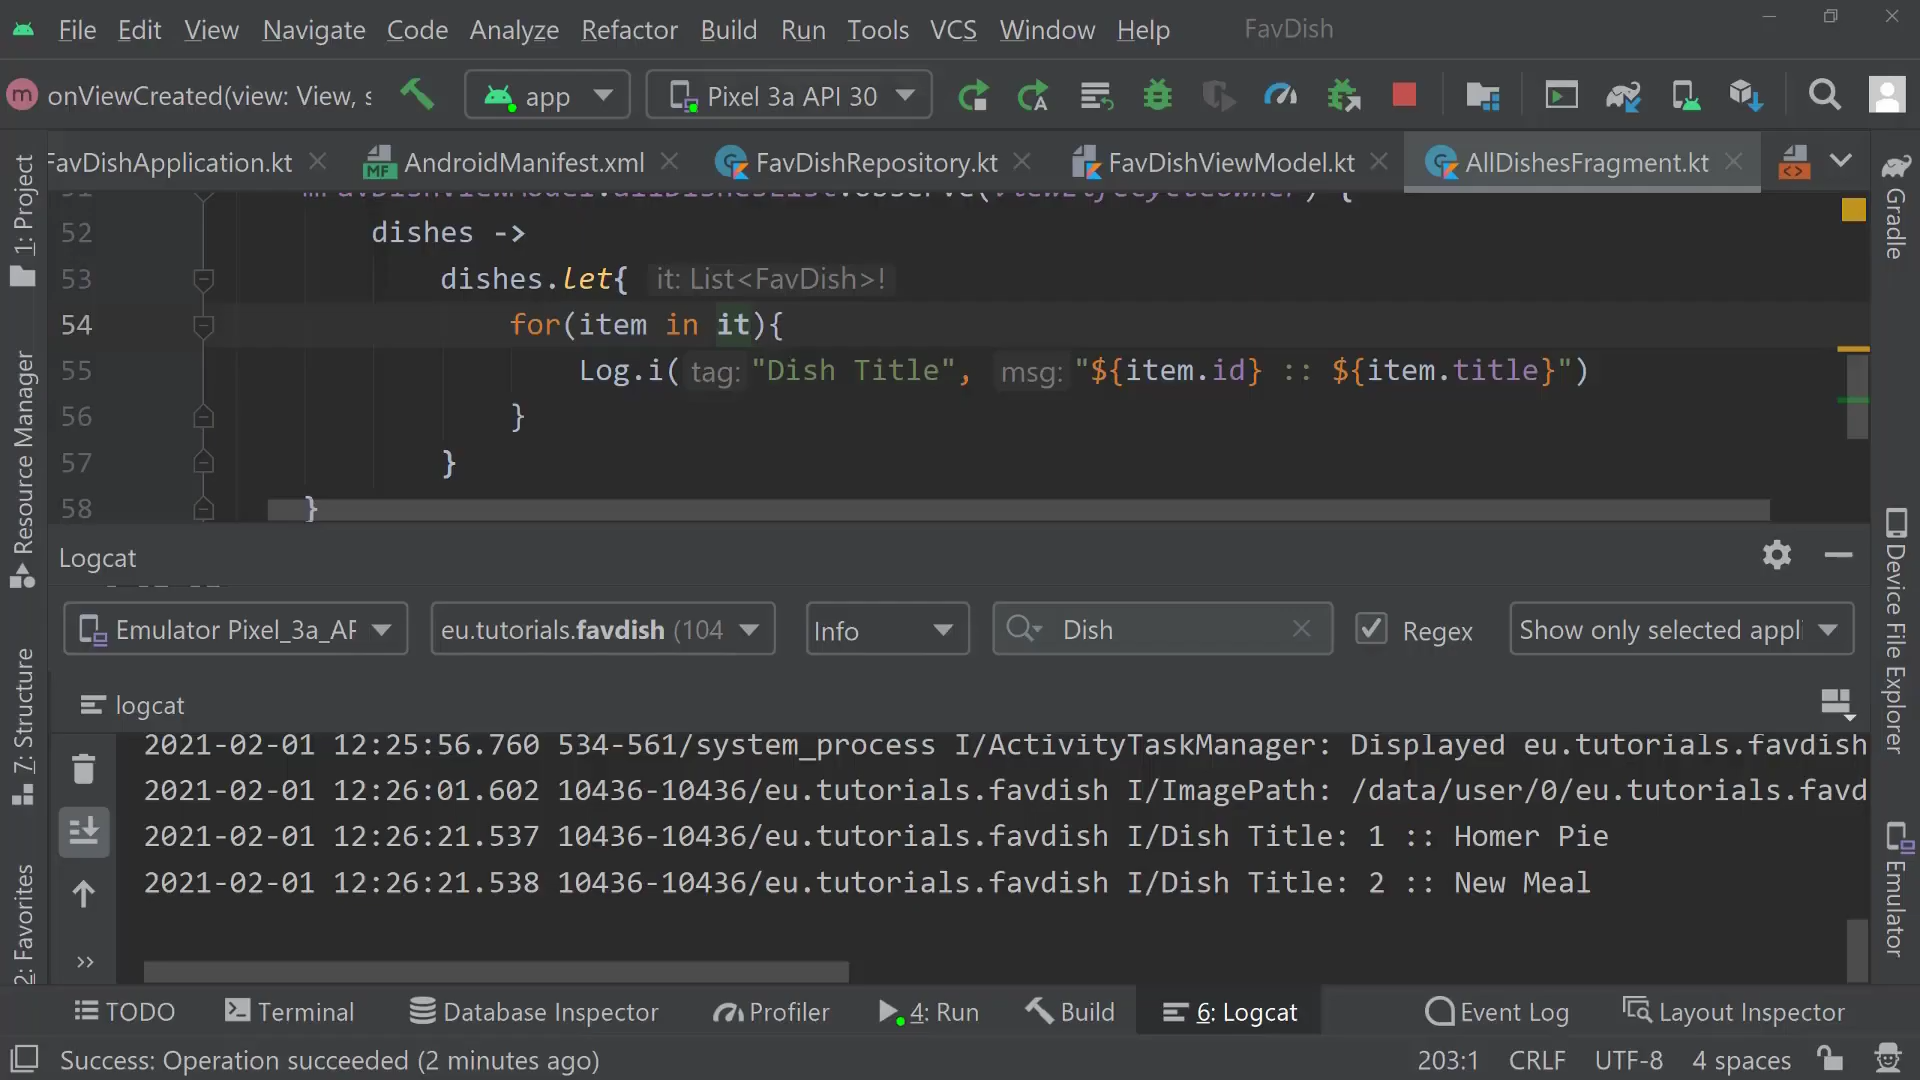 File Edit View Navigate Code Analyze Refactor Build Run Tools VCS Window Help FavDish
m onViewCreated(view: View, s app Pixel 3a API 30
FavDishApplication.kt AndroidManifest.xml FavDishRepository.kt FavDishViewModel.kt AllDishesFragment.kt
mFavDishViewModel.allDishesList.observe(viewLifecycleOwner) {
52 dishes ->
53 dishes.let{ it: List<FavDish>!
54 for(item in it){
55 Log.i( tag: "Dish Title", msg: "${item.id} :: ${item.title}")
56 }
57 }
58 }
Logcat
Emulator Pixel_3a_AP eu.tutorials.favdish (104 Info Dish Regex Show only selected appli
logcat
2021-02-01 12:25:56.760 534-561/system_process I/ActivityTaskManager: Displayed eu.tutorials.favdish
2021-02-01 12:26:01.602 10436-10436/eu.tutorials.favdish I/ImagePath: /data/user/0/eu.tutorials.favd
2021-02-01 12:26:21.537 10436-10436/eu.tutorials.favdish I/Dish Title: 1 :: Homer Pie
2021-02-01 12:26:21.538 10436-10436/eu.tutorials.favdish I/Dish Title: 2 :: New Meal
TODO Terminal Database Inspector Profiler 4: Run Build 6: Logcat Event Log Layout Inspector
Success: Operation succeeded (2 minutes ago) 203:1 CRLF UTF-8 4 spaces
1: Project
Resource Manager
7: Structure
2: Favorites
Gradle
Device File Explorer
Emulator